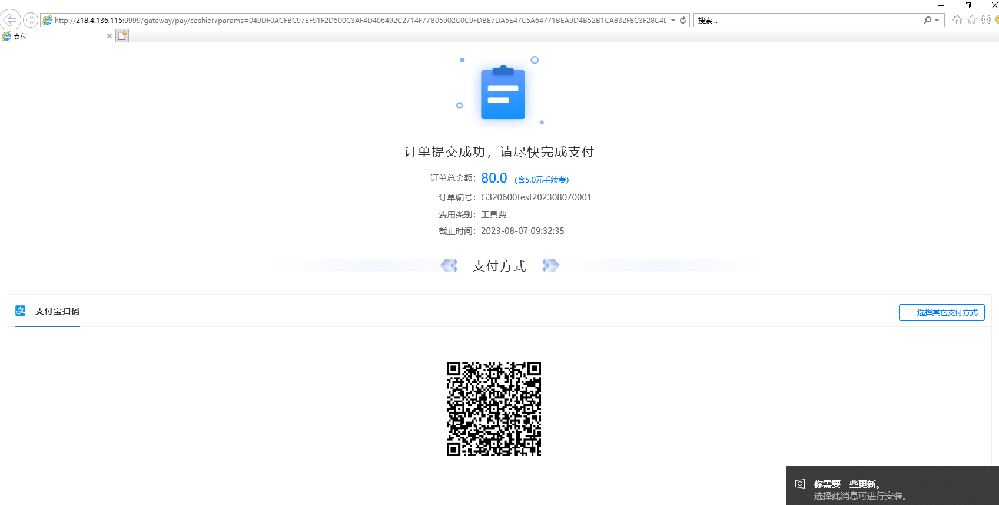 http://218.4.136.115:9999/gateway/pay/cashier?params=049DF0ACFBC97EF91F2D500C3AF4D406492C2714F77B05902C0C9FDBE7DA5E47C5A64771BEA9D4B52B1CA832F8C3F28C4D
搜索...
支付
订单提交成功，请尽快完成支付
订单总金额：80.0（含5.0元手续费）
订单编号：G320600test202308070001
费用类别：工具费
截止时间：2023-08-07 09:32:35
支付方式
支付宝扫码
选择其它支付方式
你需要一些更新。
选择此消息可进行安装。